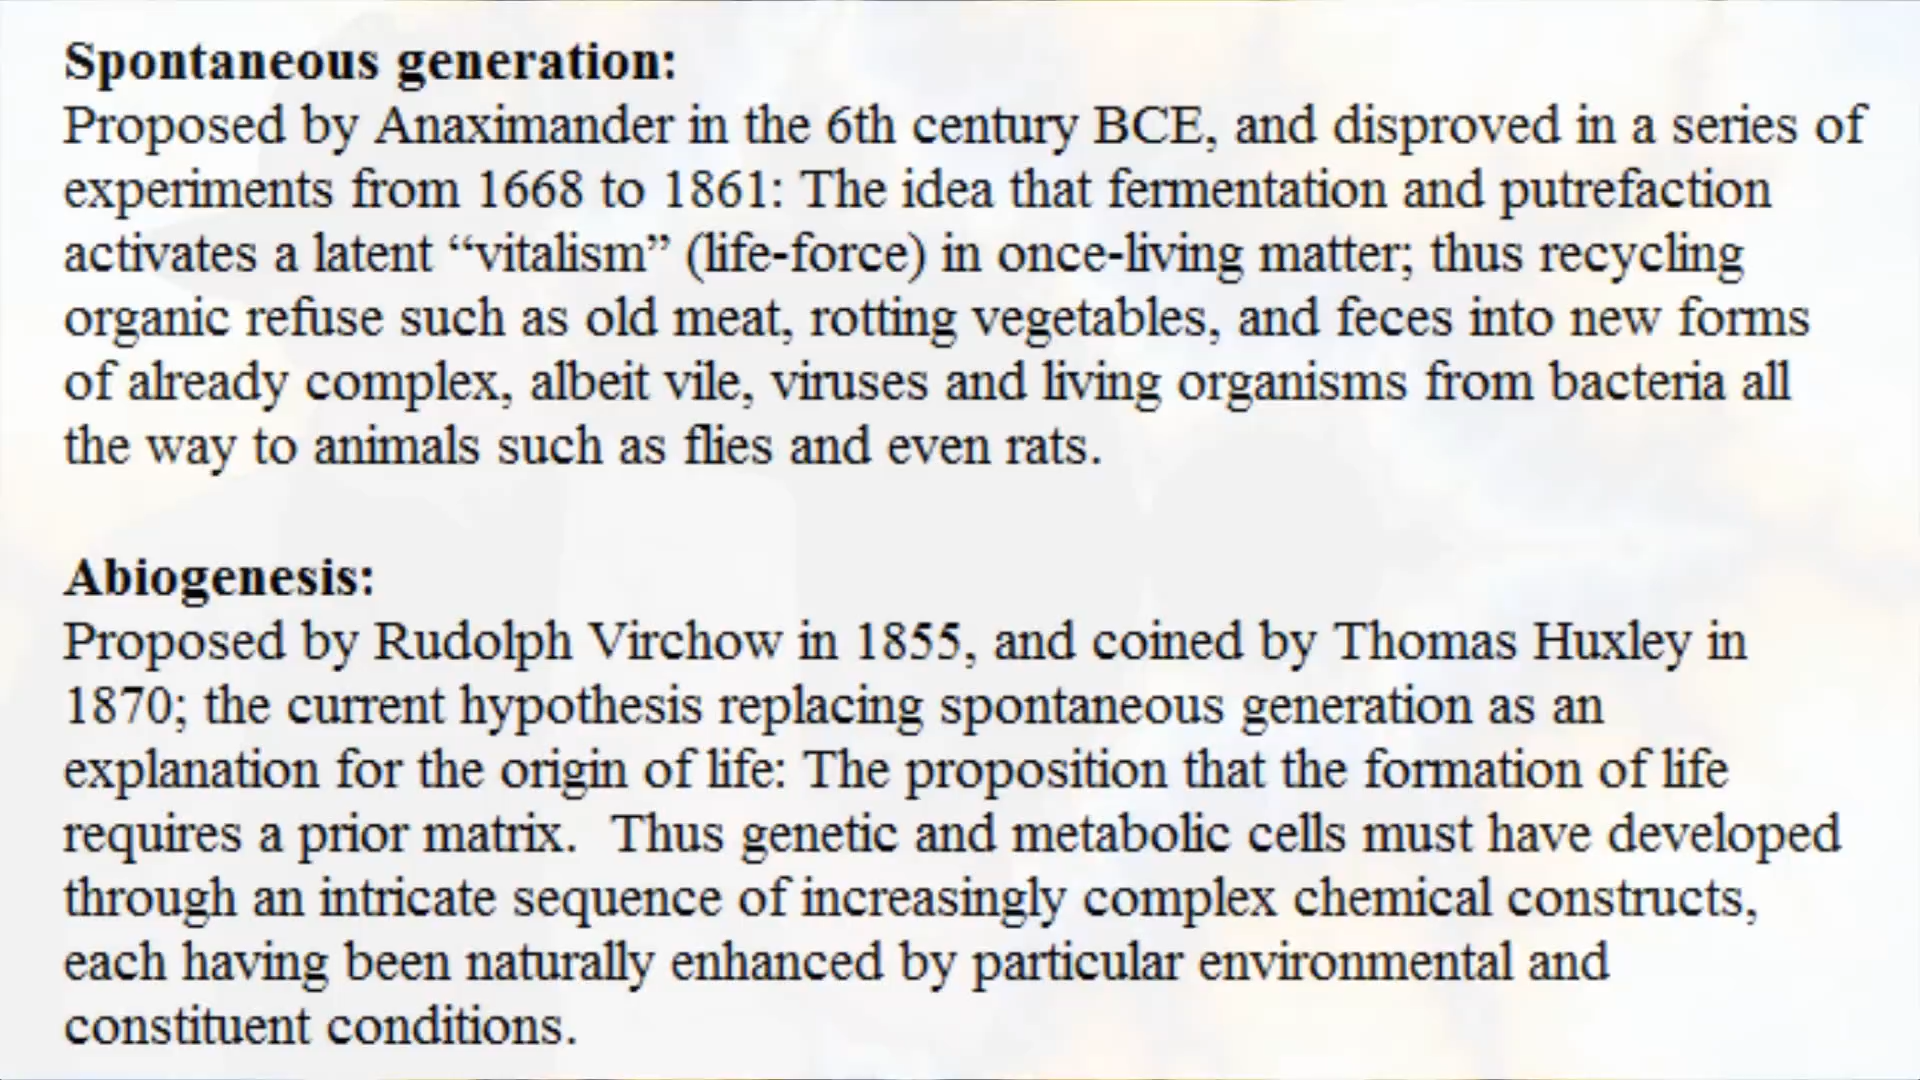 Spontaneous generation:
Proposed by Anaximander in the 6th century BCE, and disproved in a series of
experiments from 1668 to 1861: The idea that fermentation and putrefaction
activates a latent “vitalism” (life-force) in once-living matter; thus recycling
organic refuse such as old meat, rotting vegetables, and feces into new forms
of already complex, albeit vile, viruses and living organisms from bacteria all
the way to animals such as flies and even rats.
Abiogenesis:
Proposed by Rudolph Virchow in 1855, and coined by Thomas Huxley in
1870; the current hypothesis replacing spontaneous generation as an
explanation for the origin of life: The proposition that the formation of life
requires a prior matrix.  Thus genetic and metabolic cells must have developed
through an intricate sequence of increasingly complex chemical constructs,
each having been naturally enhanced by particular environmental and
constituent conditions.